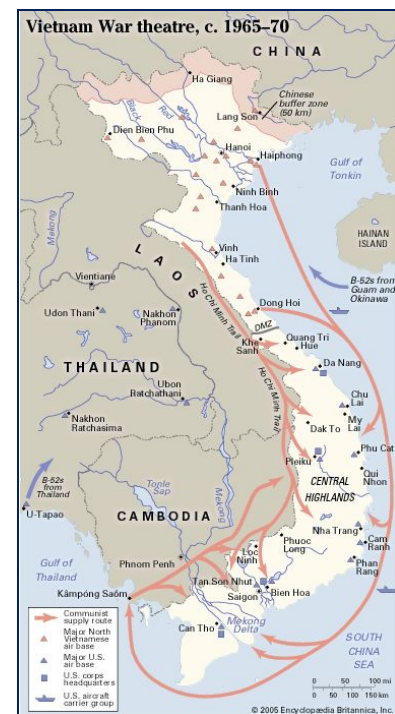 Vietnam War theatre, c. 1965–70
CHINA
Ha Giang
Chinese
buffer zone
(50 km)
Black
Red
Lang Son
Dien Bien Phu
Hanoi
Haiphong
Gulf of
Tonkin
Ninh Binh
Thanh Hoa
HAINAN
ISLAND
Mekong
Vinh
Ha Tinh
LAOS
Ho Chi Minh Trail
B-52s from
Guam and
Okinawa
Vientiane
Dong Hoi
Udon Thani
Nakhon
Phanom
DMZ
Khe
Sanh
Quang Tri
Hue
THAILAND
Ho Chi Minh Trail
Da Nang
Ubon
Ratchathani
Chu
Lai
My
Lai
Nakhon
Ratchasima
Dak To
Phu Cat
Pleiku
B-52s
from
Thailand
Tonle
Sap
Mekong
Qui
Nhon
CENTRAL
HIGHLANDS
U-Tapao
CAMBODIA
Nha Trang
Phuoc
Long
Cam
Ranh
Loc
Ninh
Gulf of
Thailand
Phnom Penh
Phan
Rang
Tan Son Nhut
Kâmpóng Saôm
Saigon
Bien Hoa
Can Tho
Mekong
Delta
SOUTH
CHINA
SEA
Communist
supply route
Major North
Vietnamese
air base
Major U.S.
air base
U.S. corps
headquarters
U.S. aircraft
carrier group
0 50 100 mi
0 50 100 150 km
© 2005 Encyclopædia Britannica, Inc.